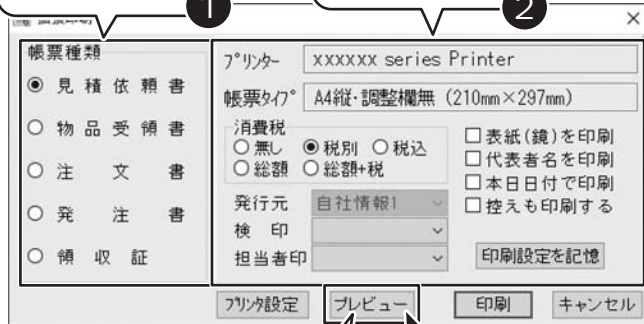 1
2
帳票種類
見積依頼書
物品受領書
注文書
発注書
領収証
プリンター xxxxxx series Printer
帳票タイプ A4縦・調整欄無 (210mm×297mm)
消費税
無し 税別 税込
総額 総額+税
表紙(鏡)を印刷
代表者名を印刷
本日日付で印刷
控えも印刷する
発行元 自社情報1
検印
担当者印
印刷設定を記憶
プリンタ設定 プレビュー 印刷 キャンセル